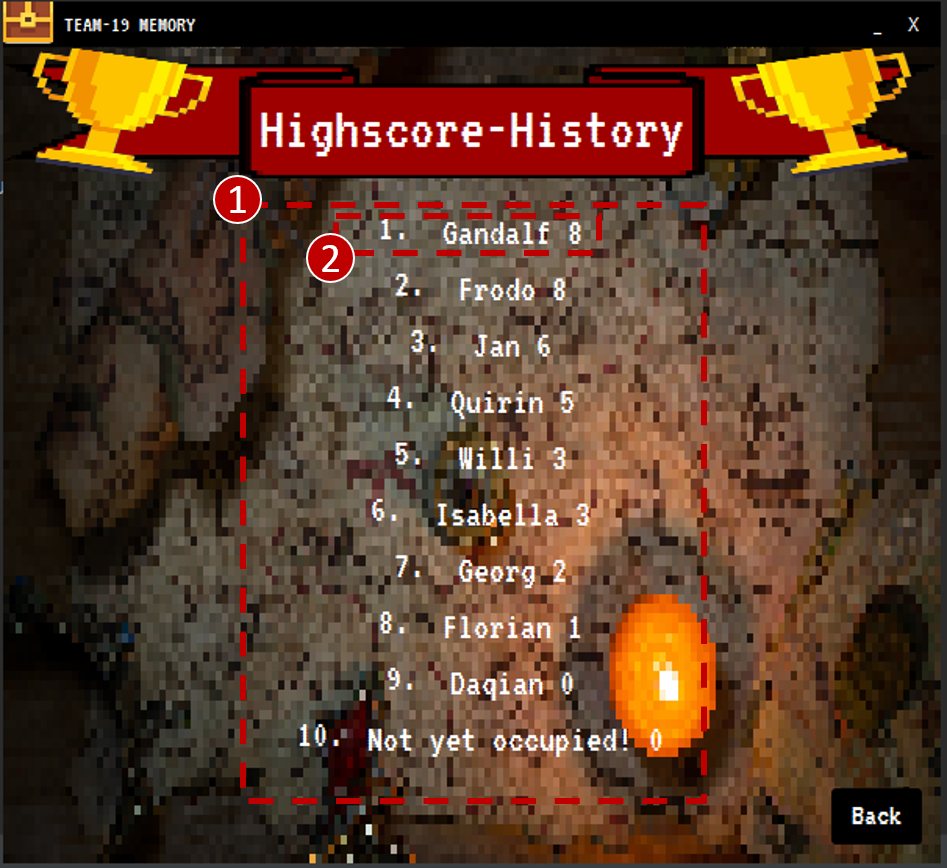 TEAM-19 MEMORY _ X
Highscore-History
1
1. Gandalf 8
2
2. Frodo 8
3. Jan 6
4. Quirin 5
5. Willi 3
6. Isabella 3
7. Georg 2
8. Florian 1
9. Daqian 0
10. Not yet occupied! 0
Back